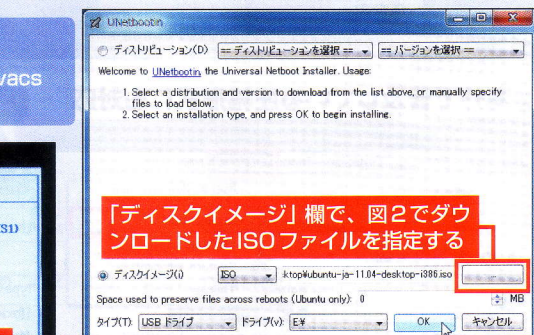 UNetbootin
vacs
ディストリビューション(D) == ディストリビューションを選択 == == バージョンを選択 ==
Welcome to UNetbootin, the Universal Netboot Installer. Usage:
1. Select a distribution and version to download from the list above, or manually specify
files to load below.
2. Select an installation type, and press OK to begin installing.
「ディスクイメージ」欄で、図2でダウ
ンロードしたISOファイルを指定する
ディスクイメージ(i) ISO ktop¥ubuntu-ja-11.04-desktop-i386.iso ...
Space used to preserve files across reboots (Ubuntu only): 0 MB
タイプ(T): USB ドライブ ドライブ(v): E¥ OK キャンセル